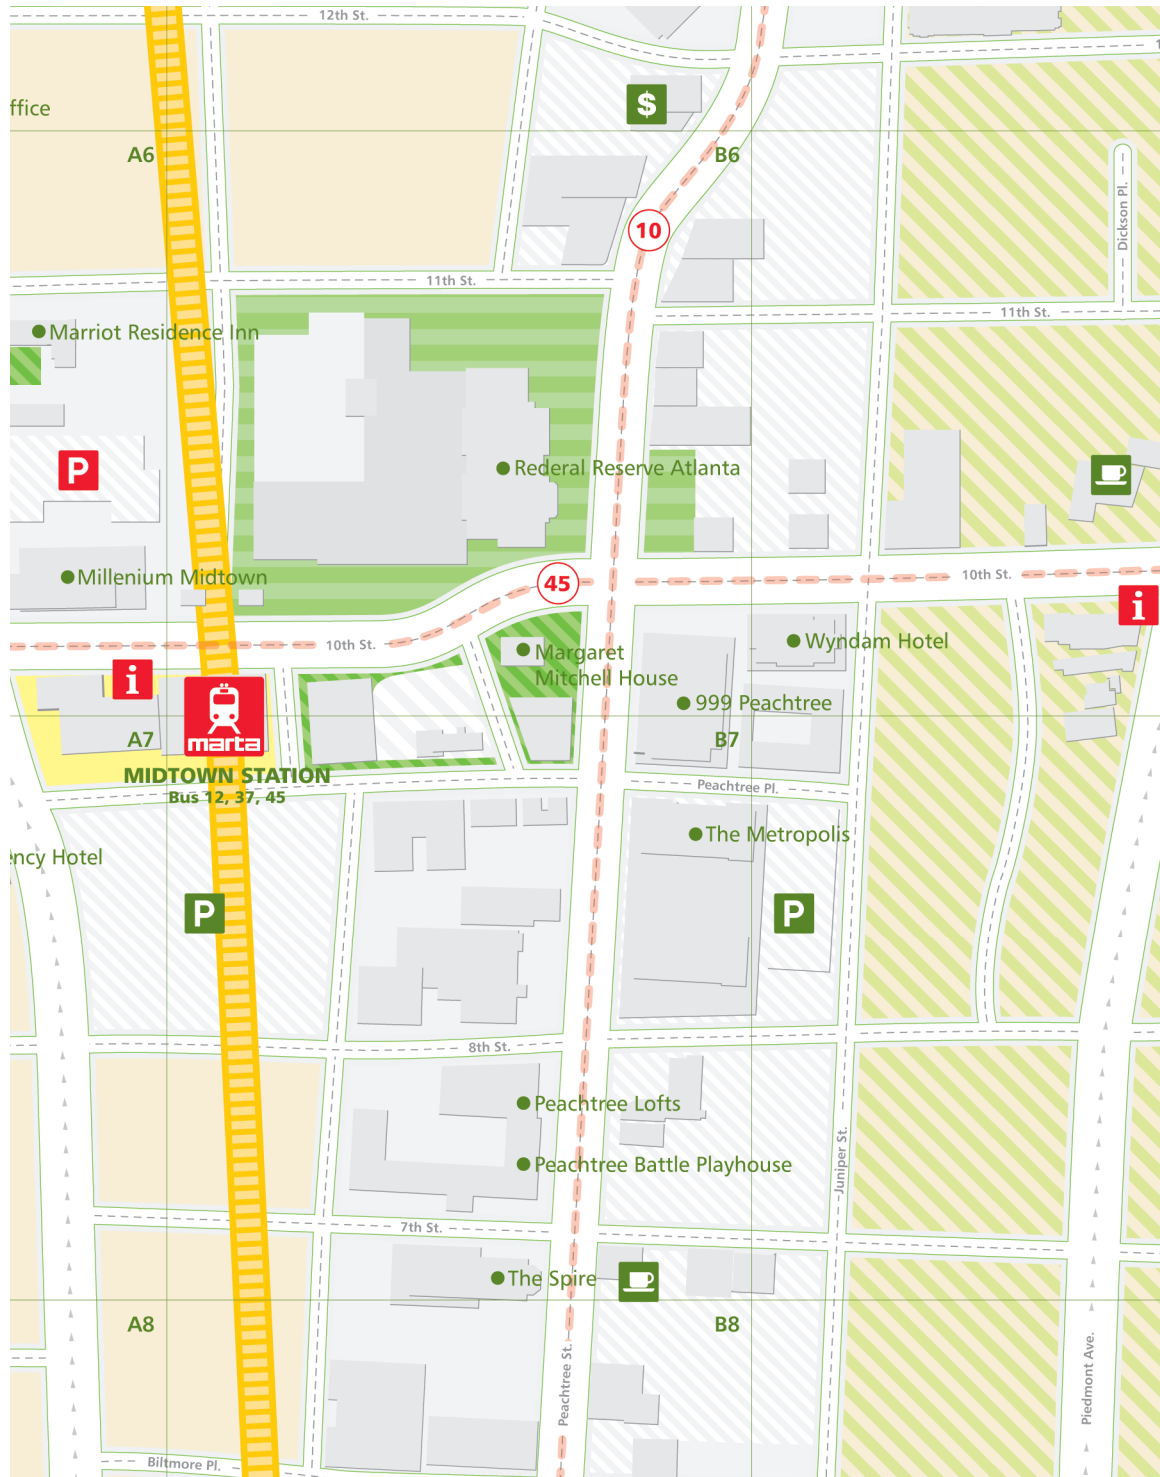 12th St.
$
ffice
A6
B6
Dickson Pl.
10
11th St.
11th St.
Marriot Residence Inn
P
Federal Reserve Atlanta
Millenium Midtown
45
10th St.
i
10th St.
Margaret
Mitchell House
Wyndam Hotel
i
999 Peachtree
marta
A7
B7
MIDTOWN STATION
Bus 12, 37, 45
Peachtree Pl.
The Metropolis
ency Hotel
P
P
8th St.
Peachtree Lofts
Peachtree Battle Playhouse
Juniper St.
7th St.
The Spire
A8
B8
Peachtree St.
Piedmont Ave.
Biltmore Pl.